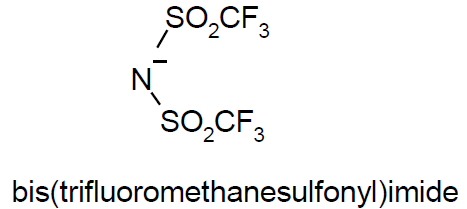 SO2CF3
N−
SO2CF3
bis(trifluoromethanesulfonyl)imide